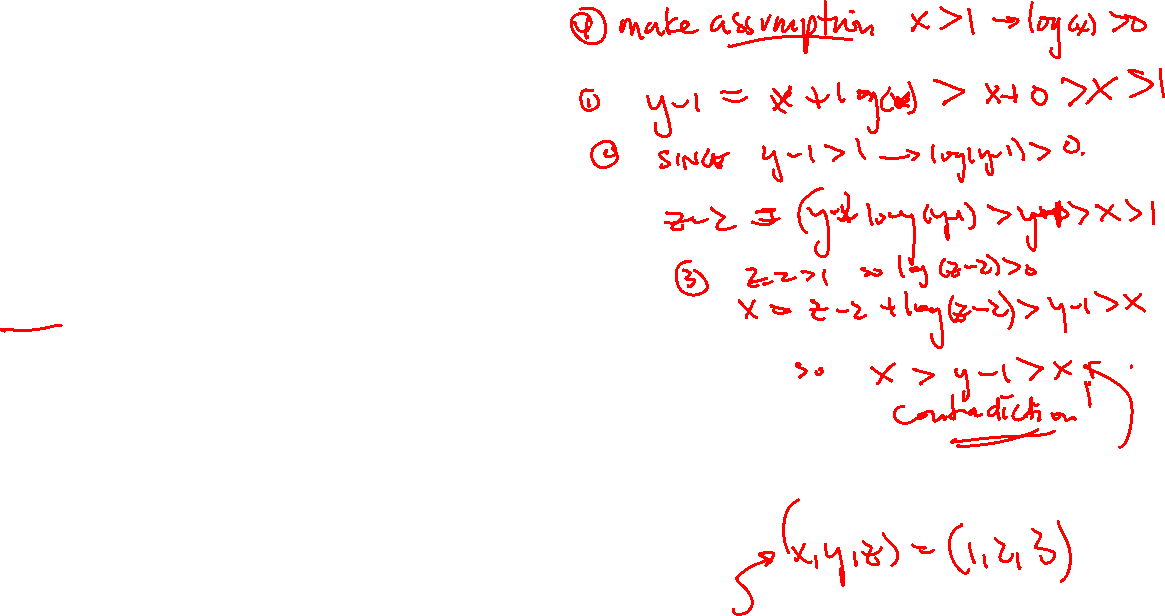 ④ make assumption x > 1 → log(x) > 0
① y-1 = x + log(x) > x+0 > x > 1
② SINCE y-1 > 1 → log(y-1) > 0.
z-2 = (y-1 + log(y-1) > y-1 > x > 1
③ z-2 > 1 so log(z-2) > 0
x = z-2 + log(z-2) > y-1 > x
so x > y-1 > x
contradiction
(x, y, z) = (1, 2, 3)